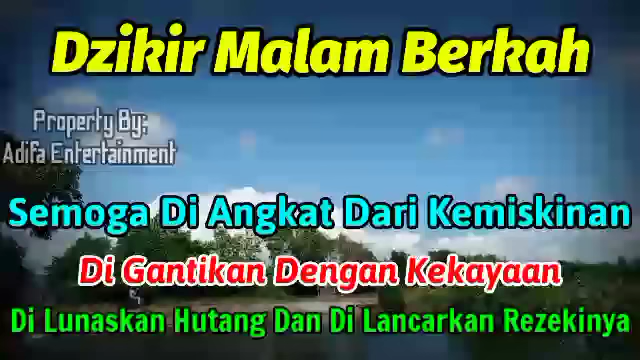 Dzikir Malam Berkah
Property By:
Adifa Entertainment
Semoga Di Angkat Dari Kemiskinan
Di Gantikan Dengan Kekayaan
Di Lunaskan Hutang Dan Di Lancarkan Rezekinya